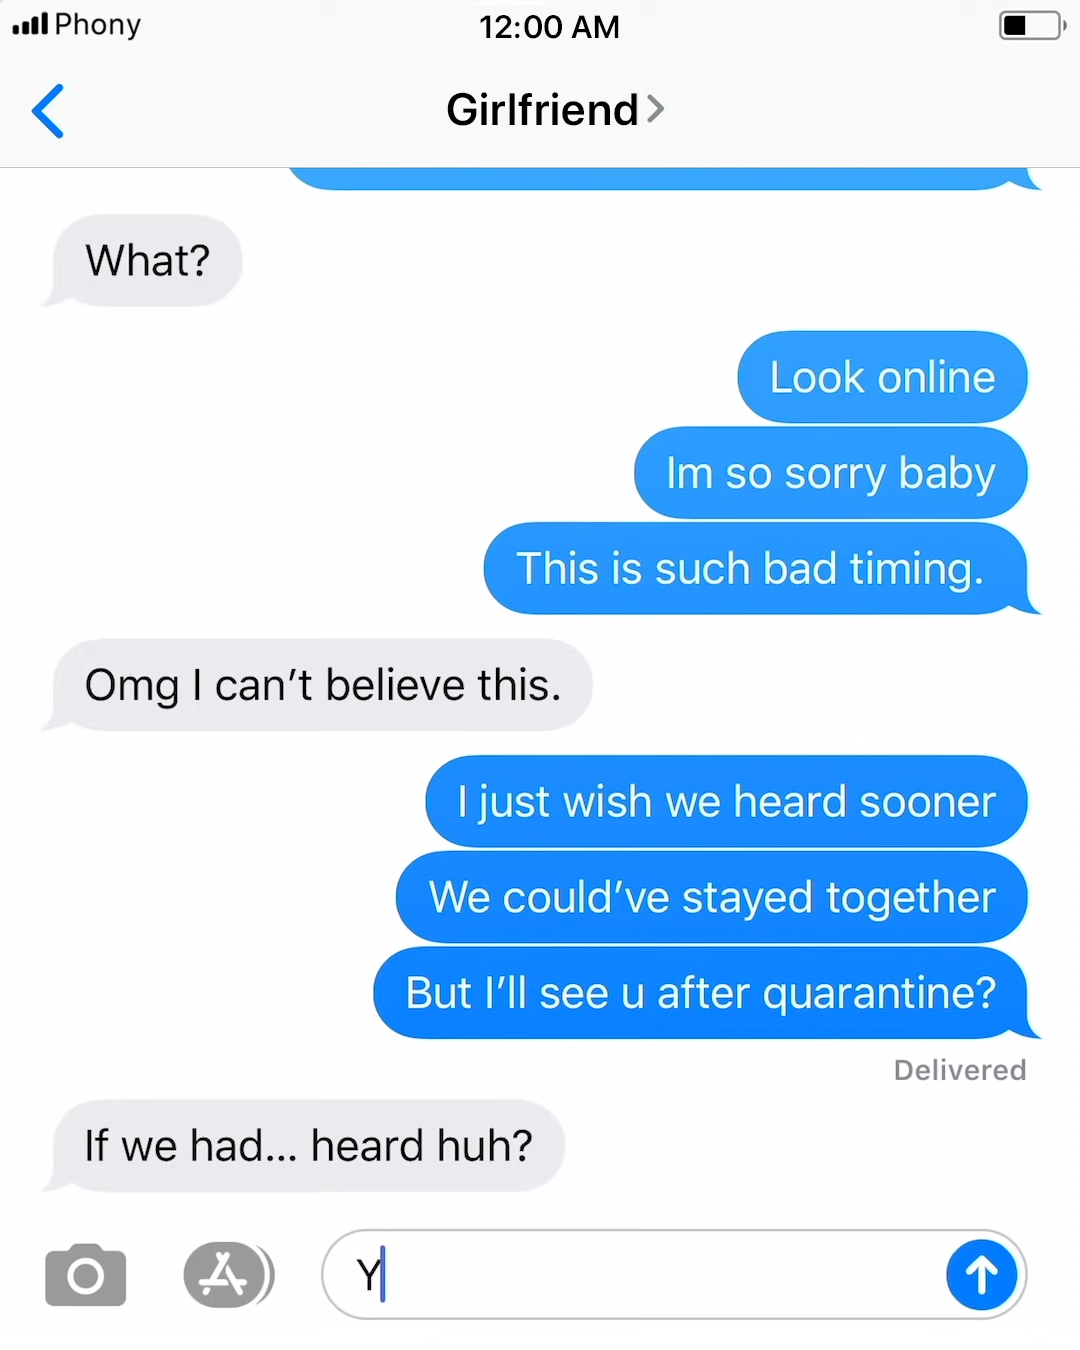 Phony
12:00 AM
Girlfriend
What?
Look online
Im so sorry baby
This is such bad timing.
Omg I can’t believe this.
I just wish we heard sooner
We could’ve stayed together
But I’ll see u after quarantine?
Delivered
If we had... heard huh?
Y